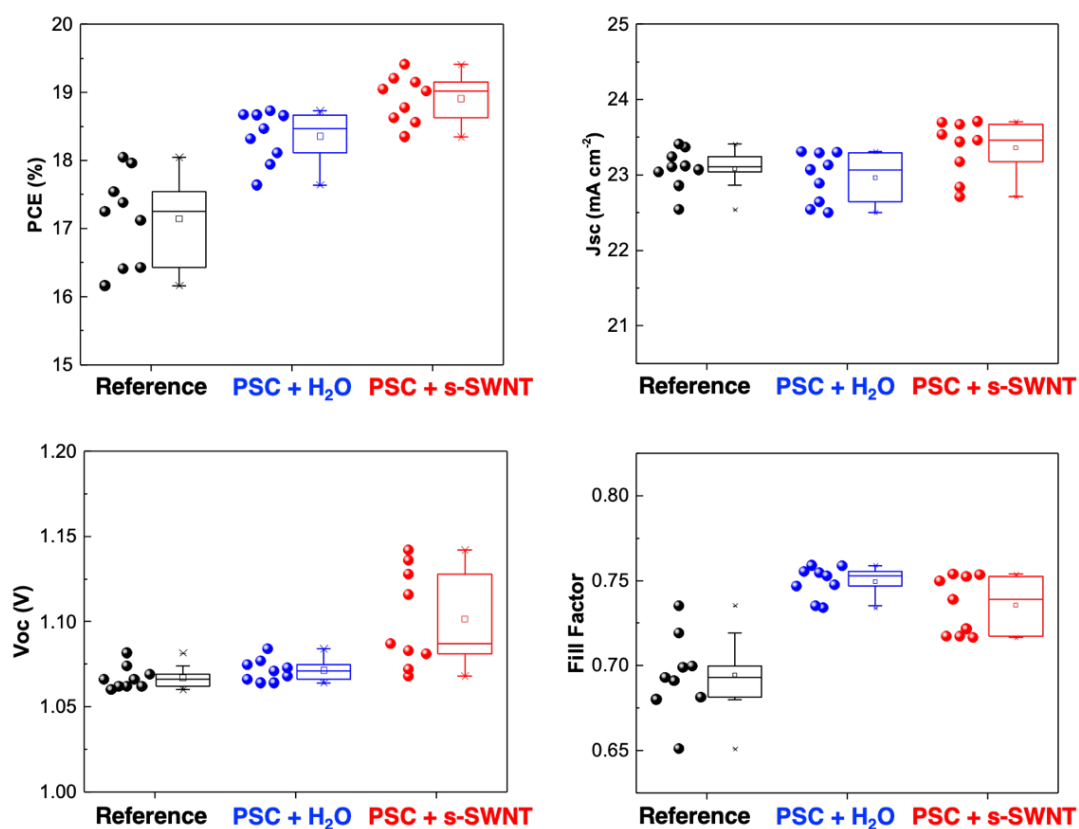 PCE (%)
20
19
18
17
16
15
Reference PSC + H₂O PSC + s-SWNT
Jsc (mA cm⁻²)
25
24
23
22
21
Reference PSC + H₂O PSC + s-SWNT
Voc (V)
1.20
1.15
1.10
1.05
1.00
Reference PSC + H₂O PSC + s-SWNT
Fill Factor
0.80
0.75
0.70
0.65
Reference PSC + H₂O PSC + s-SWNT